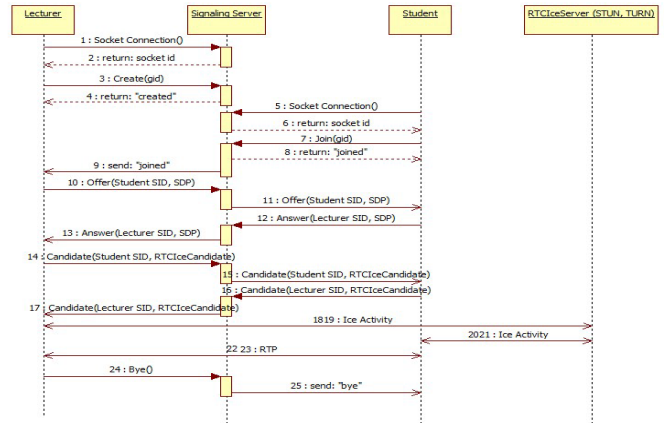 Lecturer
Signaling Server
Student
RTCIceServer (STUN, TURN)
1 : Socket Connection()
2 : return: socket id
3 : Create(gid)
4 : return: "created"
5 : Socket Connection()
6 : return: socket id
7 : Join(gid)
8 : return: "joined"
9 : send: "joined"
10 : Offer(Student SID, SDP)
11 : Offer(Student SID, SDP)
12 : Answer(Lecturer SID, SDP)
13 : Answer(Lecturer SID, SDP)
14 : Candidate(Student SID, RTCIceCandidate)
15 : Candidate(Student SID, RTCIceCandidate)
16 : Candidate(Lecturer SID, RTCIceCandidate)
17 : Candidate(Lecturer SID, RTCIceCandidate)
1819 : Ice Activity
2021 : Ice Activity
22 23 : RTP
24 : Bye()
25 : send: "bye"